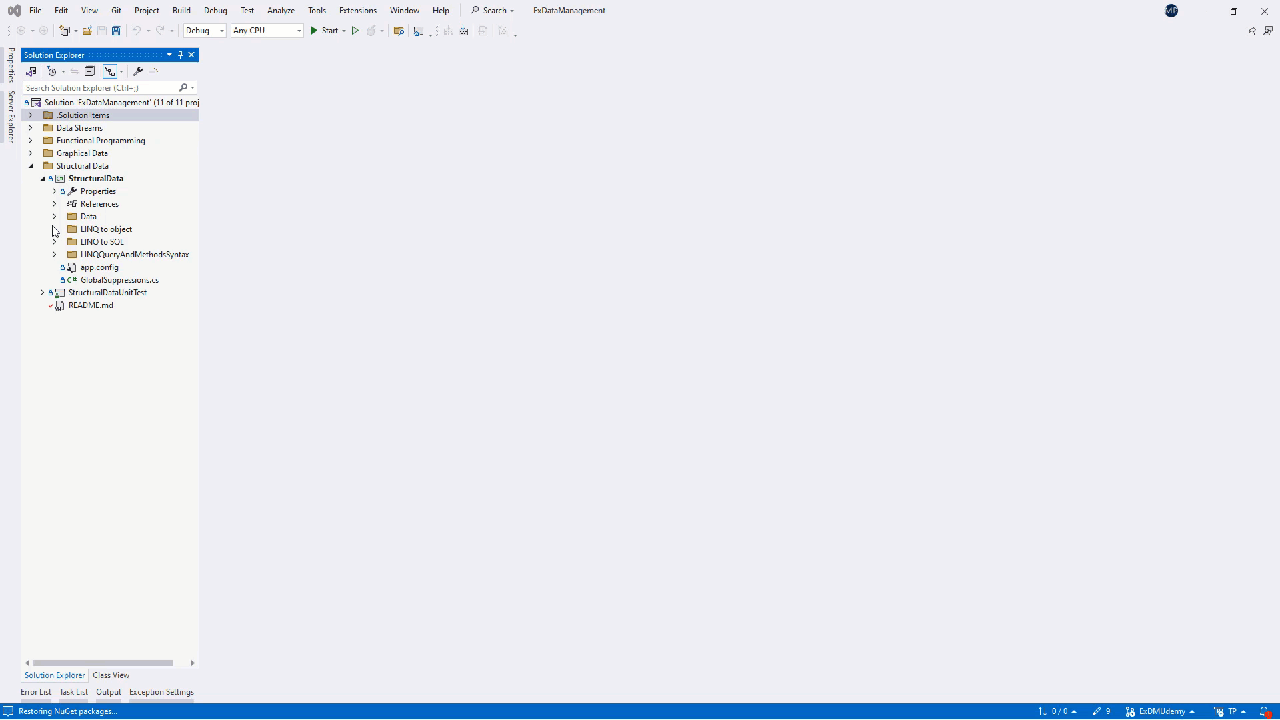 File Edit View Git Project Build Debug Test Analyze Tools Extensions Window Help Search ExDataManagement MP
Debug Any CPU Start
Solution Explorer
Search Solution Explorer (Ctrl+;)
Solution 'ExDataManagement' (11 of 11 proj
.Solution Items
Data Streams
Functional Programming
Graphical Data
Structural Data
StructuralData
Properties
References
Data
LINQ to object
LINQ to SQL
LINQQueryAndMethodsSyntax
app.config
C# GlobalSuppressions.cs
StructuralDataUnitTest
README.md
Properties
Server Explorer
Solution Explorer Class View
Error List Task List Output Exception Settings
Restoring NuGet packages... 0 / 0 9 ExDMUdemy TP